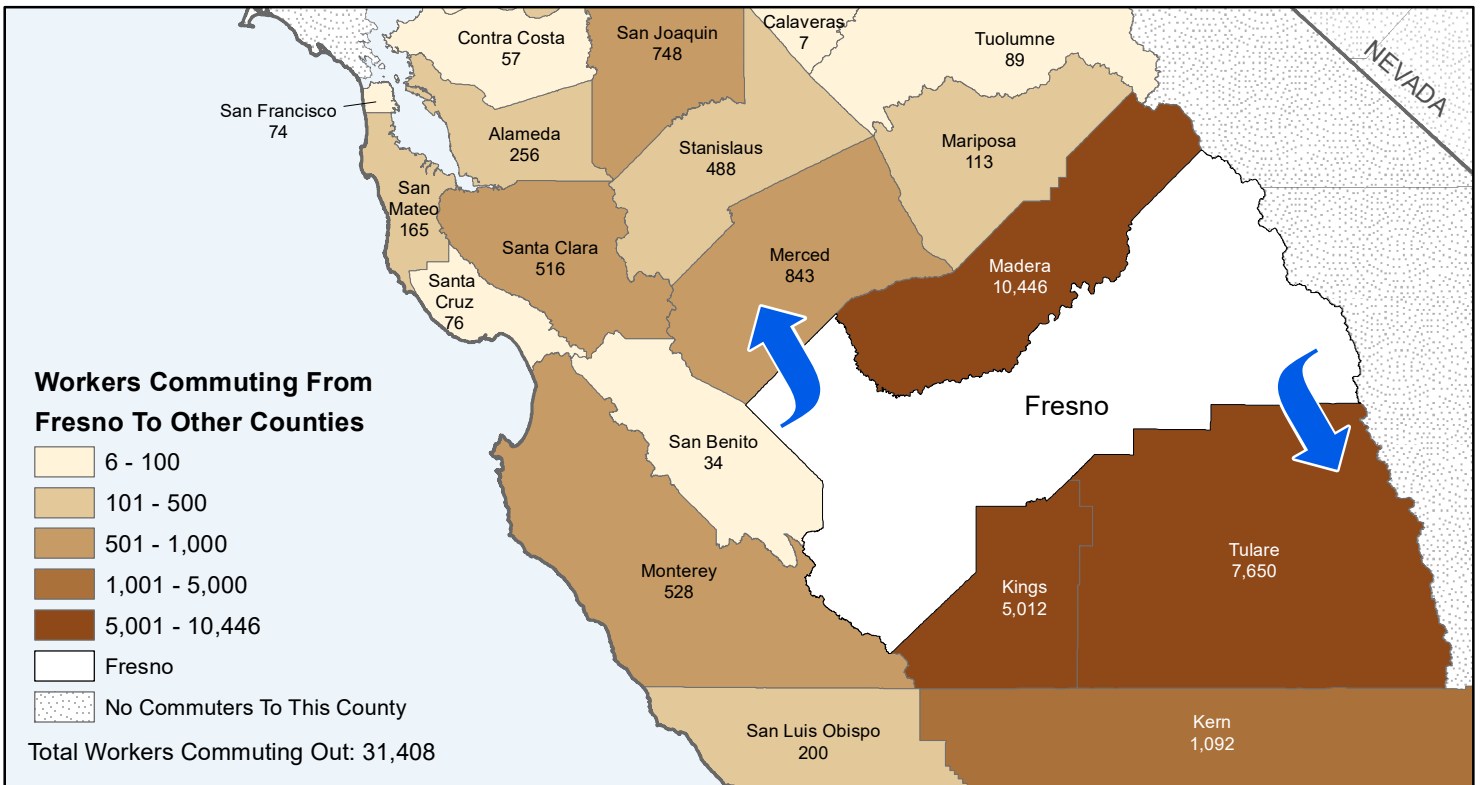 Calaveras
7
Contra Costa
57
San Joaquin
748
Tuolumne
89
NEVADA
San Francisco
74
Alameda
256
Stanislaus
488
Mariposa
113
San
Mateo
165
Santa Clara
516
Merced
843
Madera
10,446
Santa
Cruz
76
Workers Commuting From
Fresno To Other Counties
6 - 100
101 - 500
501 - 1,000
1,001 - 5,000
5,001 - 10,446
Fresno
No Commuters To This County
Total Workers Commuting Out: 31,408
Fresno
San Benito
34
Monterey
528
Kings
5,012
Tulare
7,650
San Luis Obispo
200
Kern
1,092